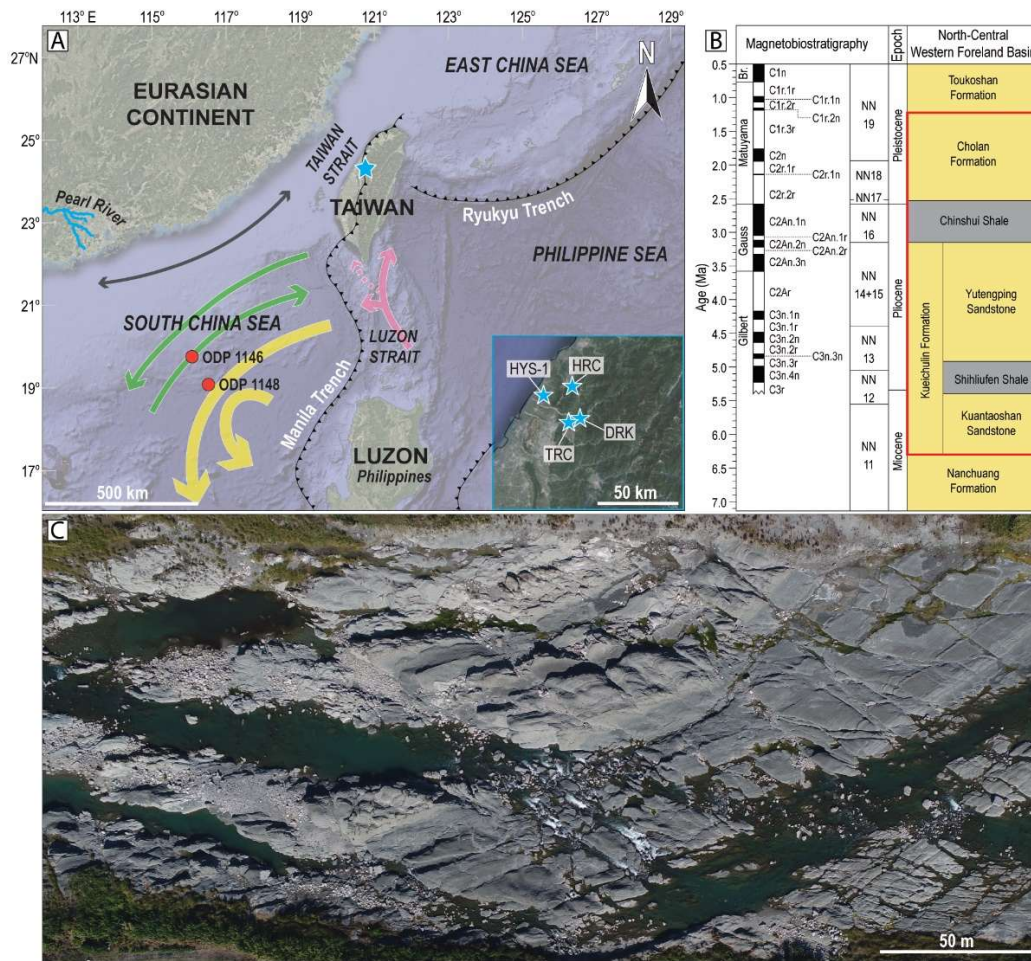 113° E
115°
117°
119°
121°
123°
125°
127°
129°
A
27°N
25°
23°
21°
19°
17°
EURASIAN
CONTINENT
EAST CHINA SEA
N
TAIWAN
STRAIT
Pearl River
TAIWAN
Ryukyu Trench
PHILIPPINE SEA
SOUTH CHINA SEA
LUZON
STRAIT
ODP 1146
ODP 1148
Manila Trench
LUZON
Philippines
500 km
HYS-1
HRC
TRC
DRK
50 km
B
Magnetobiostratigraphy
Epoch
North-Central
Western Foreland Basin
Age (Ma)
0.5
1.0
1.5
2.0
2.5
3.0
3.5
4.0
4.5
5.0
5.5
6.0
6.5
7.0
Br.
Matuyama
Gauss
Gilbert
C1n
C1r.1r
C1r.1n
C1r.2r
C1r.2n
C1r.3r
C2n
C2r.1r
C2r.1n
C2r.2r
C2An.1n
C2An.1r
C2An.2n
C2An.2r
C2An.3n
C2Ar
C3n.1n
C3n.1r
C3n.2n
C3n.2r
C3n.3n
C3n.3r
C3n.4n
C3r
NN
19
NN18
NN17
NN
16
NN
14+15
NN
13
NN
12
NN
11
Pleistocene
Pliocene
Miocene
Toukoshan
Formation
Cholan
Formation
Chinshui Shale
Kueichulin Formation
Yutengping
Sandstone
Shihliufen Shale
Kuantaoshan
Sandstone
Nanchuang
Formation
C
50 m